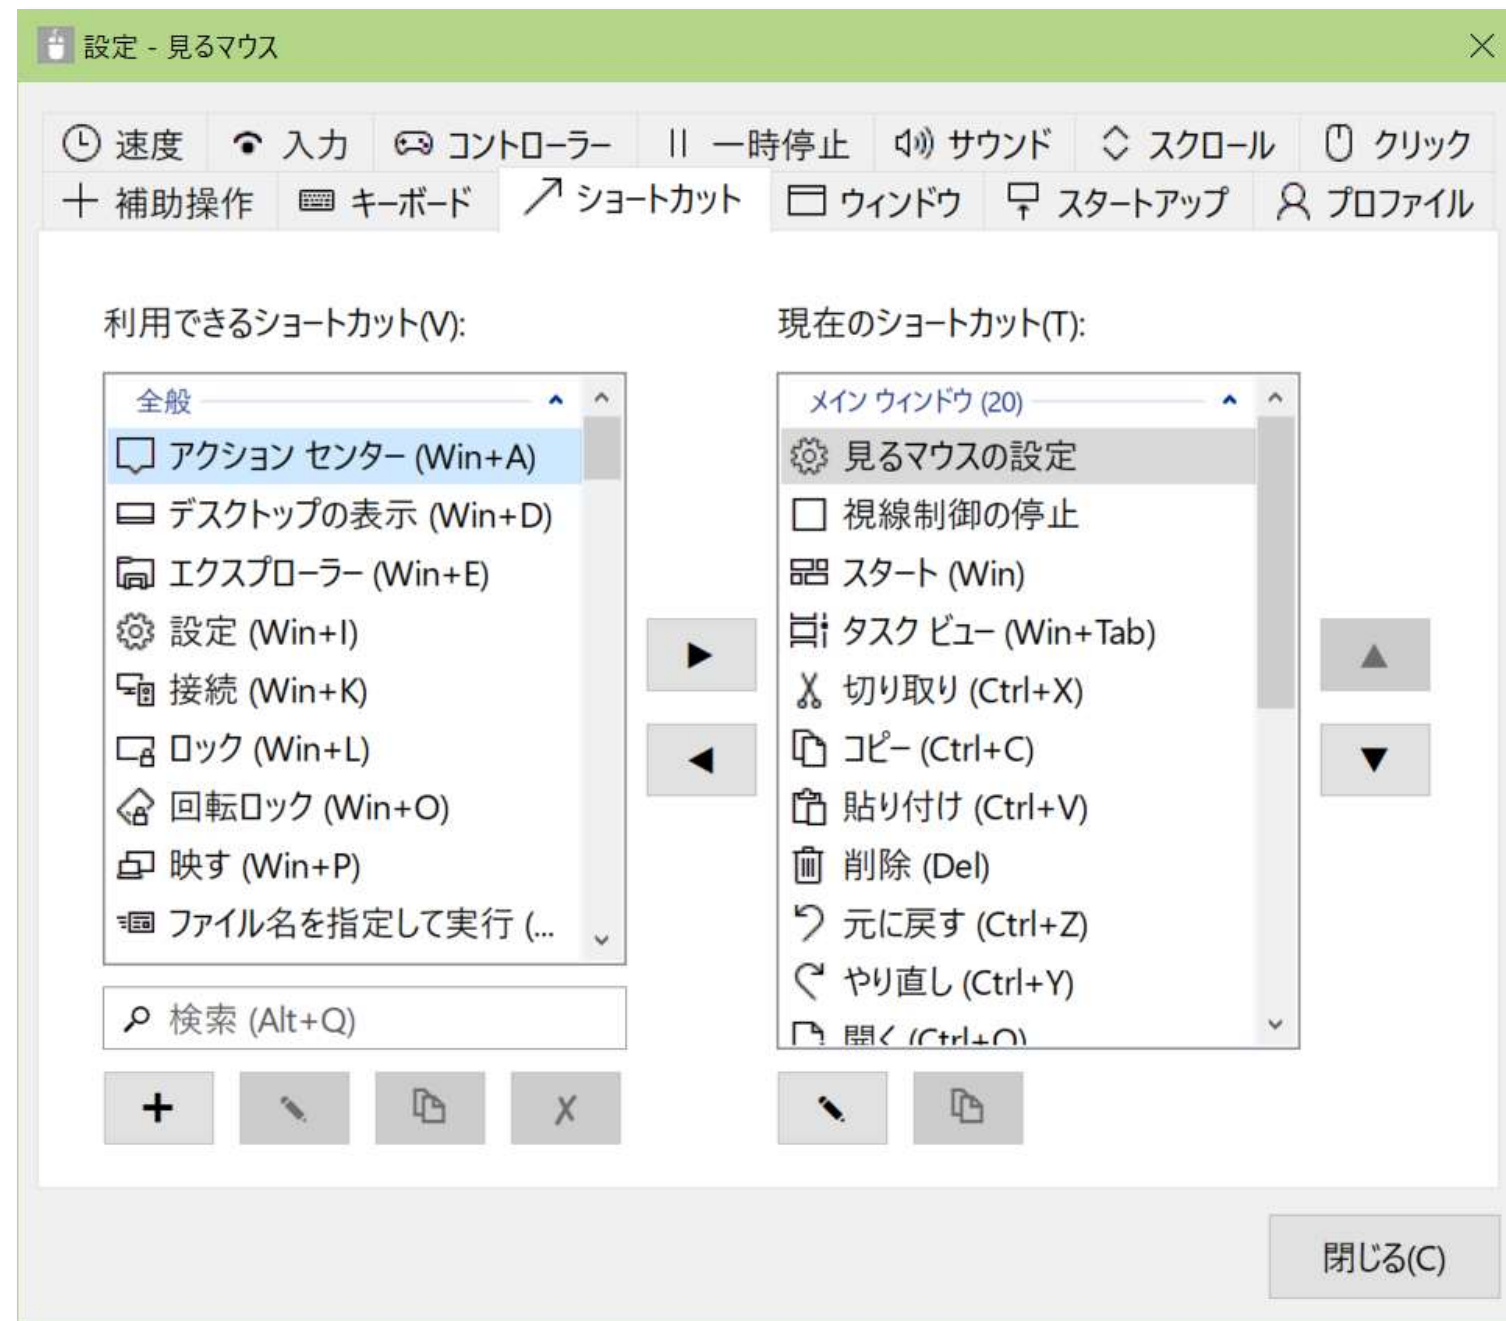 設定 - 見るマウス
速度 入力 コントローラー 一時停止 サウンド スクロール クリック
補助操作 キーボード ショートカット ウィンドウ スタートアップ プロファイル
利用できるショートカット(V):
全般
アクション センター (Win+A)
デスクトップの表示 (Win+D)
エクスプローラー (Win+E)
設定 (Win+I)
接続 (Win+K)
ロック (Win+L)
回転ロック (Win+O)
映す (Win+P)
ファイル名を指定して実行 (...
検索 (Alt+Q)
現在のショートカット(T):
メイン ウィンドウ (20)
見るマウスの設定
視線制御の停止
スタート (Win)
タスク ビュー (Win+Tab)
切り取り (Ctrl+X)
コピー (Ctrl+C)
貼り付け (Ctrl+V)
削除 (Del)
元に戻す (Ctrl+Z)
やり直し (Ctrl+Y)
開く (Ctrl+O)
閉じる(C)